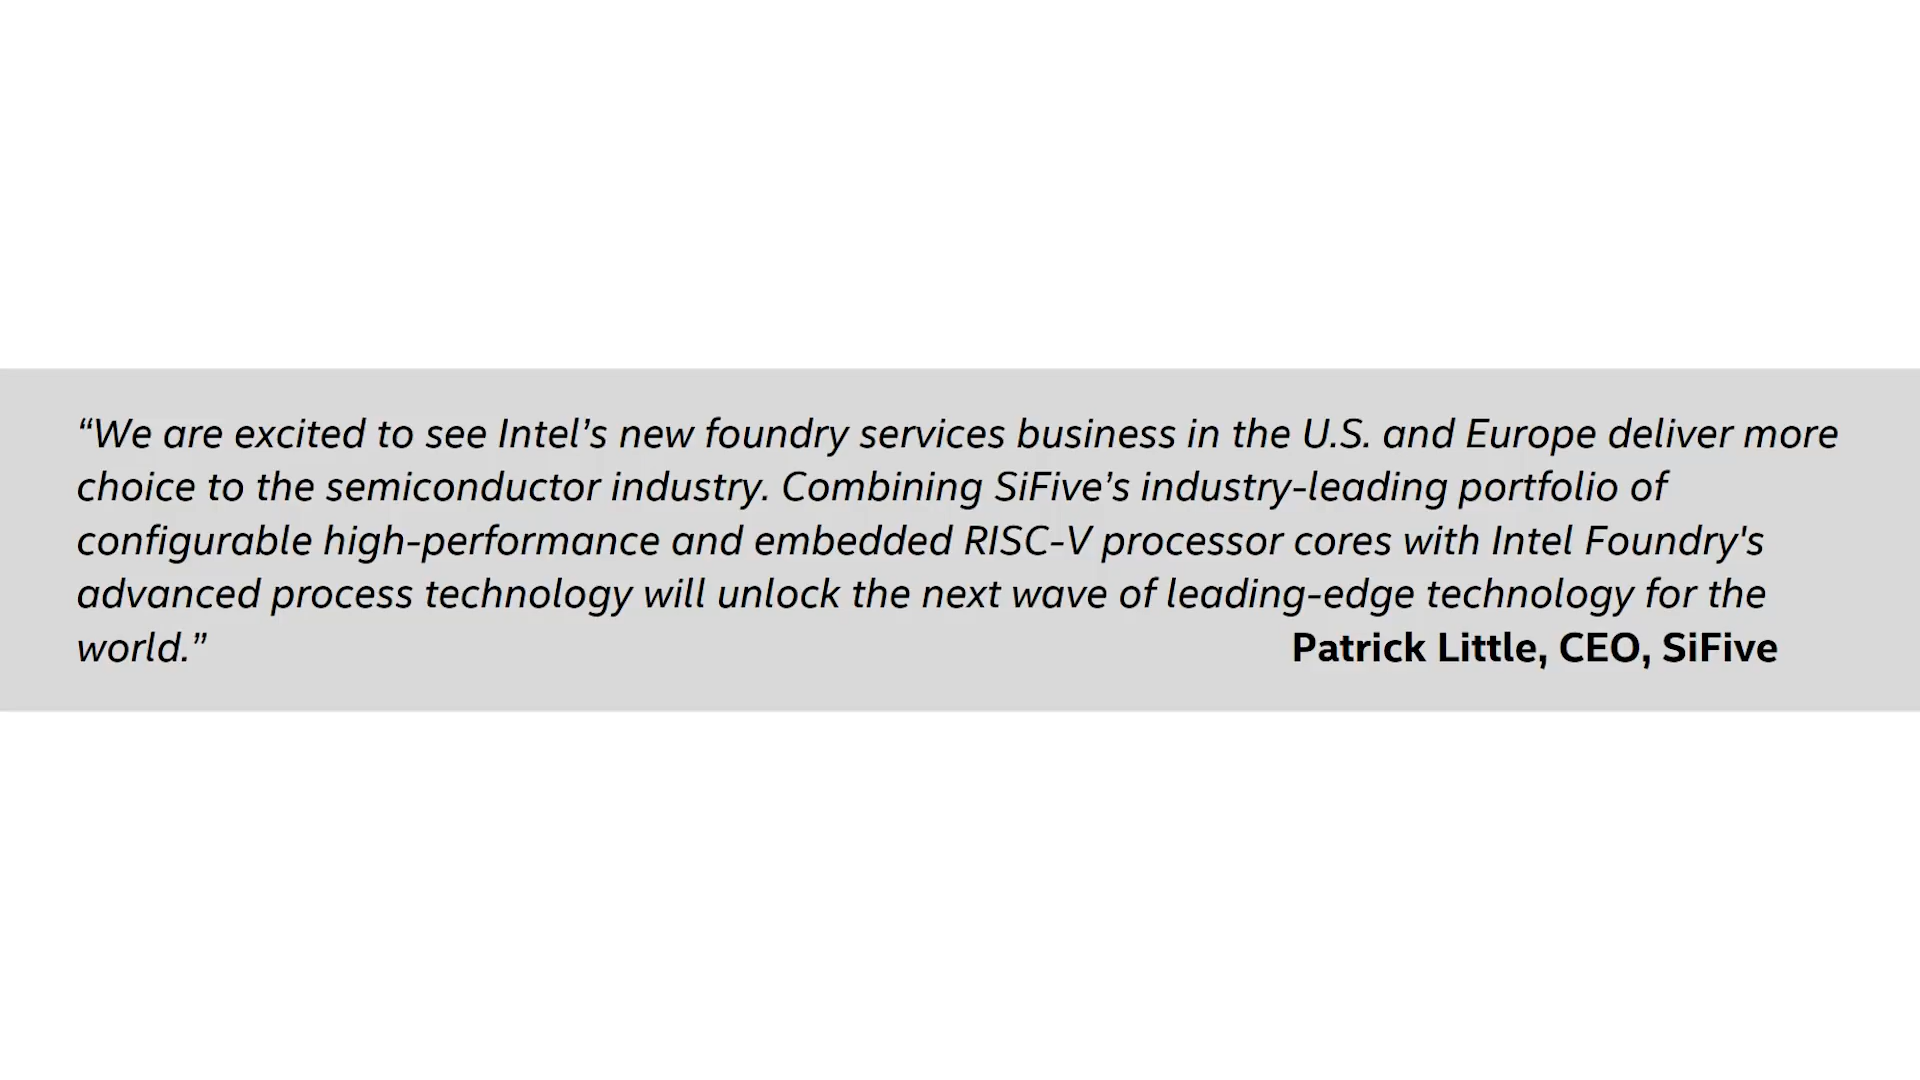 “We are excited to see Intel’s new foundry services business in the U.S. and Europe deliver more
choice to the semiconductor industry. Combining SiFive’s industry-leading portfolio of
configurable high-performance and embedded RISC-V processor cores with Intel Foundry's
advanced process technology will unlock the next wave of leading-edge technology for the
world.” Patrick Little, CEO, SiFive